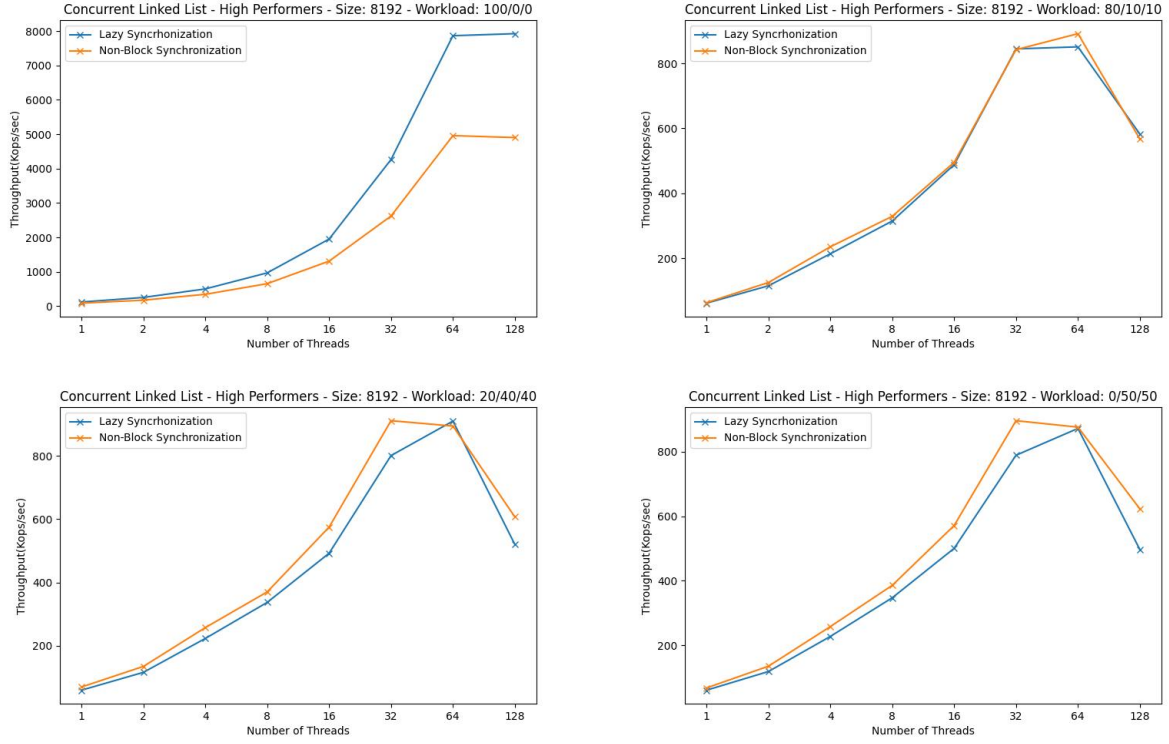 Concurrent Linked List - High Performers - Size: 8192 - Workload: 100/0/0
Lazy Syncrhonization
Non-Block Synchronization
8000
7000
6000
5000
4000
3000
2000
1000
0
Throughput(Kops/sec)
1 2 4 8 16 32 64 128
Number of Threads
Concurrent Linked List - High Performers - Size: 8192 - Workload: 80/10/10
Lazy Syncrhonization
Non-Block Synchronization
800
600
400
200
Throughput(Kops/sec)
1 2 4 8 16 32 64 128
Number of Threads
Concurrent Linked List - High Performers - Size: 8192 - Workload: 20/40/40
Lazy Syncrhonization
Non-Block Synchronization
800
600
400
200
Throughput(Kops/sec)
1 2 4 8 16 32 64 128
Number of Threads
Concurrent Linked List - High Performers - Size: 8192 - Workload: 0/50/50
Lazy Syncrhonization
Non-Block Synchronization
800
600
400
200
Throughput(Kops/sec)
1 2 4 8 16 32 64 128
Number of Threads